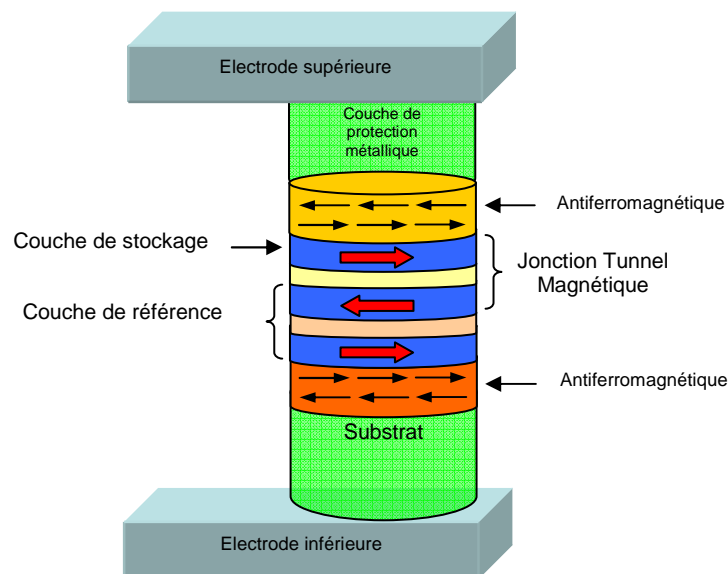 Electrode supérieure
Couche de
protection
métallique
Antiferromagnétique
Couche de stockage
Jonction Tunnel
Magnétique
Couche de référence
Antiferromagnétique
Substrat
Electrode inférieure